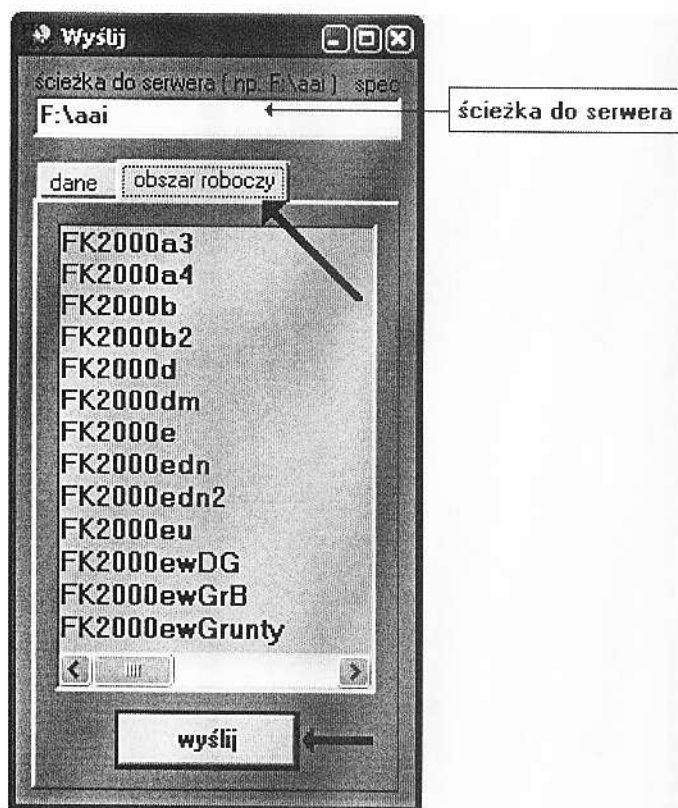 Wyślij
ścieżka do serwera ( np. F:\aai ) spec
F:\aai
ścieżka do serwera
dane
obszar roboczy
FK2000a3
FK2000a4
FK2000b
FK2000b2
FK2000d
FK2000dm
FK2000e
FK2000edn
FK2000edn2
FK2000eu
FK2000ewDG
FK2000ewGrB
FK2000ewGrunty
wyślij